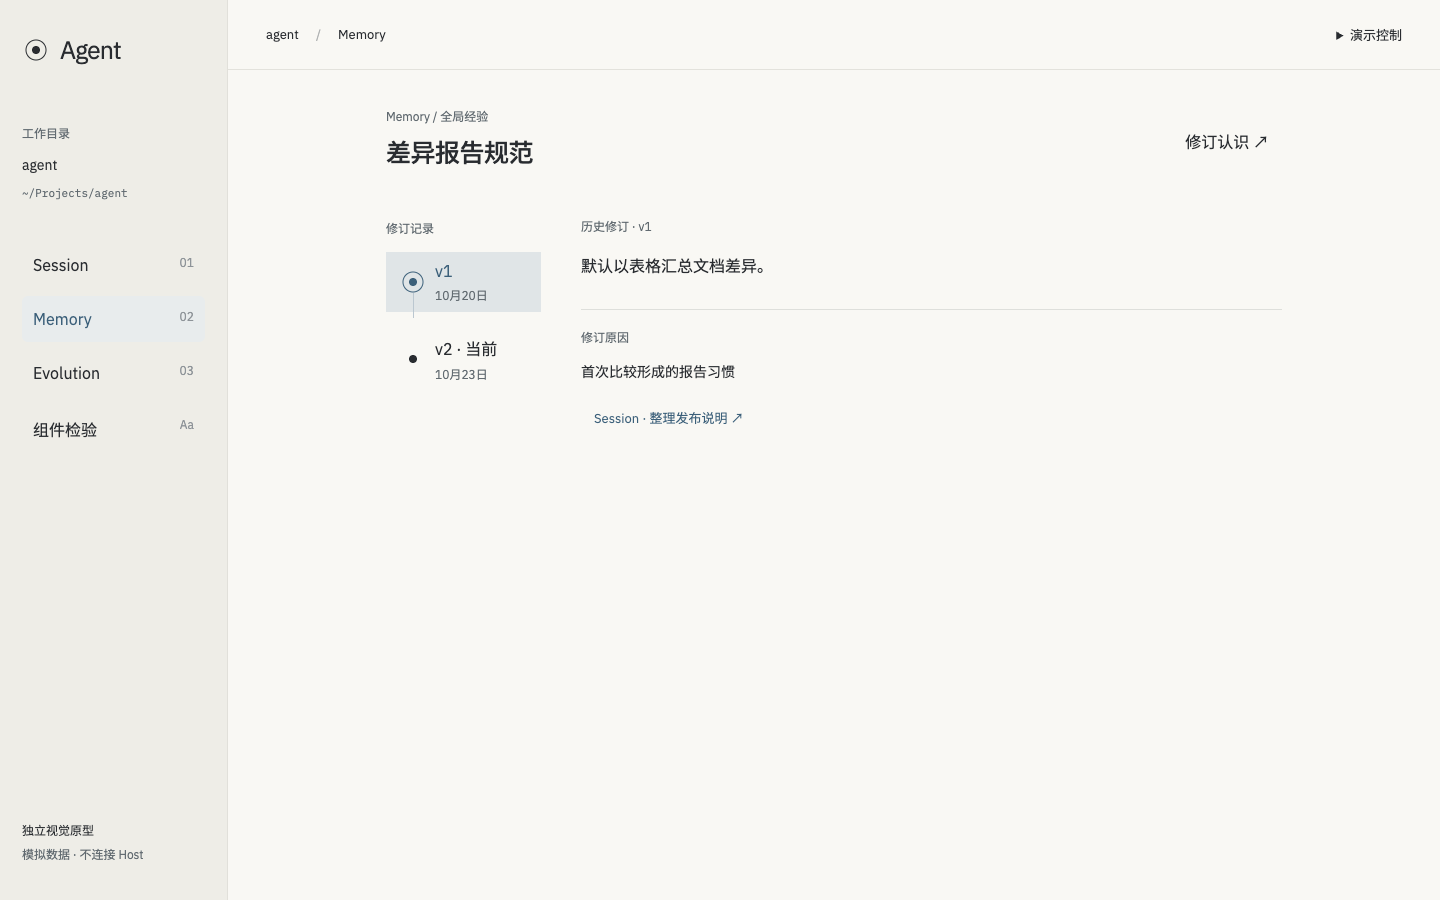 Agent
工作目录
agent
~/Projects/agent
Session 01
Memory 02
Evolution 03
组件检验 Aa
独立视觉原型
模拟数据 · 不连接 Host
agent / Memory
▶ 演示控制
Memory / 全局经验
差异报告规范
修订认识 ↗
修订记录
v1
10月20日
v2 · 当前
10月23日
历史修订 · v1
默认以表格汇总文档差异。
修订原因
首次比较形成的报告习惯
Session · 整理发布说明 ↗